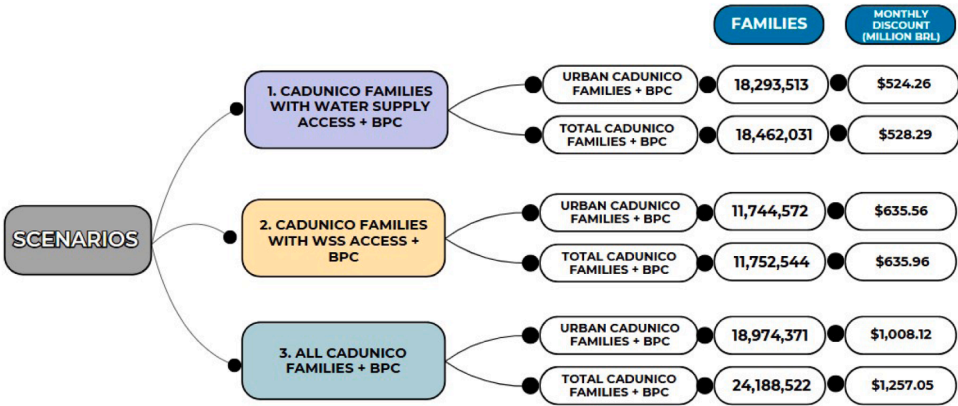 FAMILIES
MONTHLY
DISCOUNT
(MILLION BRL)
SCENARIOS
1. CADUNICO FAMILIES
WITH WATER SUPPLY
ACCESS + BPC
URBAN CADUNICO
FAMILIES + BPC
18,293,513
$524.26
TOTAL CADUNICO
FAMILIES + BPC
18,462,031
$528.29
2. CADUNICO FAMILIES
WITH WSS ACCESS +
BPC
URBAN CADUNICO
FAMILIES + BPC
11,744,572
$635.56
TOTAL CADUNICO
FAMILIES + BPC
11,752,544
$635.96
3. ALL CADUNICO
FAMILIES + BPC
URBAN CADUNICO
FAMILIES + BPC
18,974,371
$1,008.12
TOTAL CADUNICO
FAMILIES + BPC
24,188,522
$1,257.05